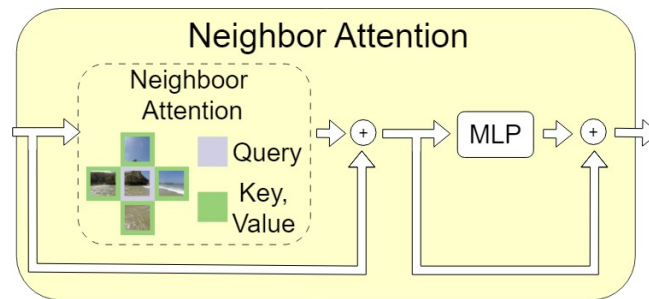 Neighbor Attention
Neighboor
Attention
Query
Key,
Value
+
MLP
+